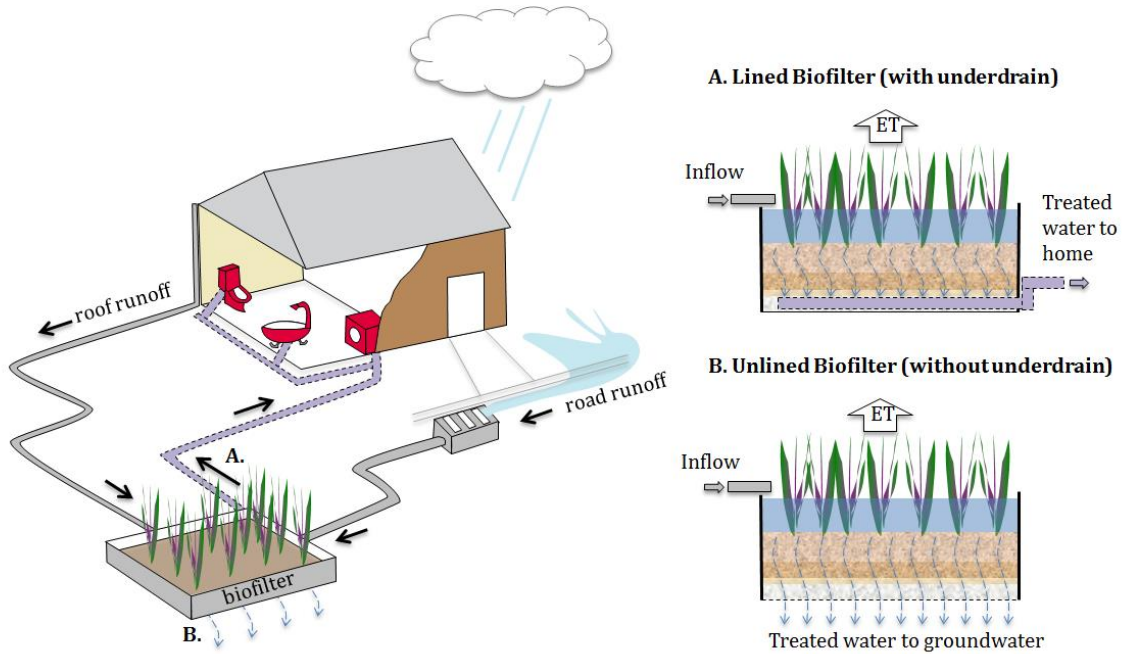 roof runoff
road runoff
A.
biofilter
B.
A. Lined Biofilter (with underdrain)
ET
Inflow
Treated
water to
home
B. Unlined Biofilter (without underdrain)
ET
Inflow
Treated water to groundwater